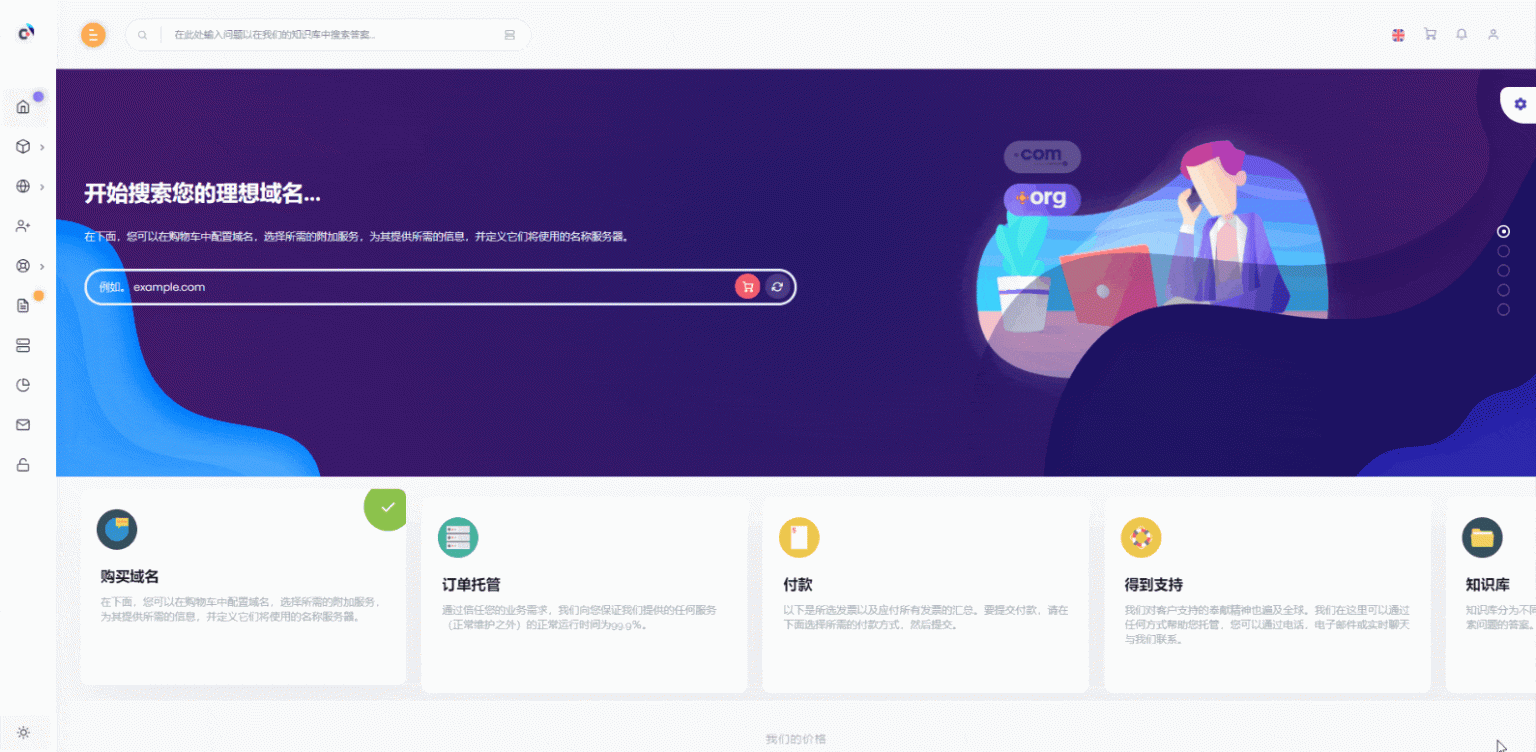 在此处输入问题以在我们的知识库中搜索答案...
com
org
开始搜索您的理想域名...
在下面，您可以在购物车中配置域名，选择所需的附加服务，为其提供所需的信息，并定义它们将使用的名称服务器。
例如。example.com
购买域名
在下面，您可以在购物车中配置域名，选择所需的附加服务，
为其提供所需的信息，并定义它们将使用的名称服务器。
订单托管
通过信任您的业务需求，我们向您保证我们提供的任何服务
（正常维护之外）的正常运行时间为99.9%。
付款
以下是所选发票以及应付所有发票的汇总。要提交付款，请在
下面选择所需的付款方式，然后提交。
得到支持
我们对客户支持的奉献精神也遍及全球。我们在这里可以通过
任何方式帮助您托管，您可以通过电话，电子邮件或实时聊天
与我们联系。
知识库
知识库分为不同
索问题的答案。
我们的价格